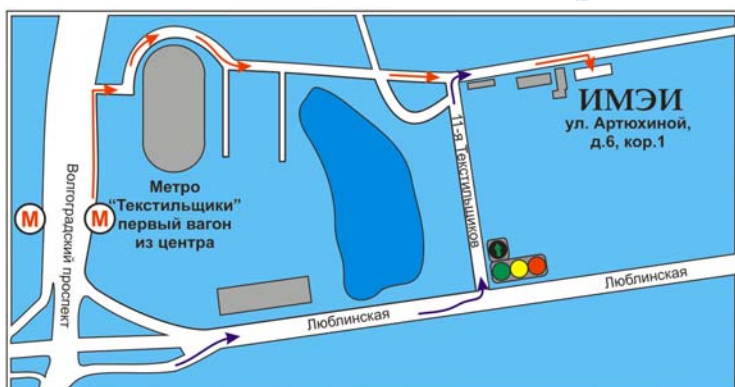 ИМЭИ
ул. Артюхиной,
д.6, кор.1
11-я Текстильщиков
Волгоградский проспект
Метро
"Текстильщики"
первый вагон
из центра
М
М
Люблинская
Люблинская